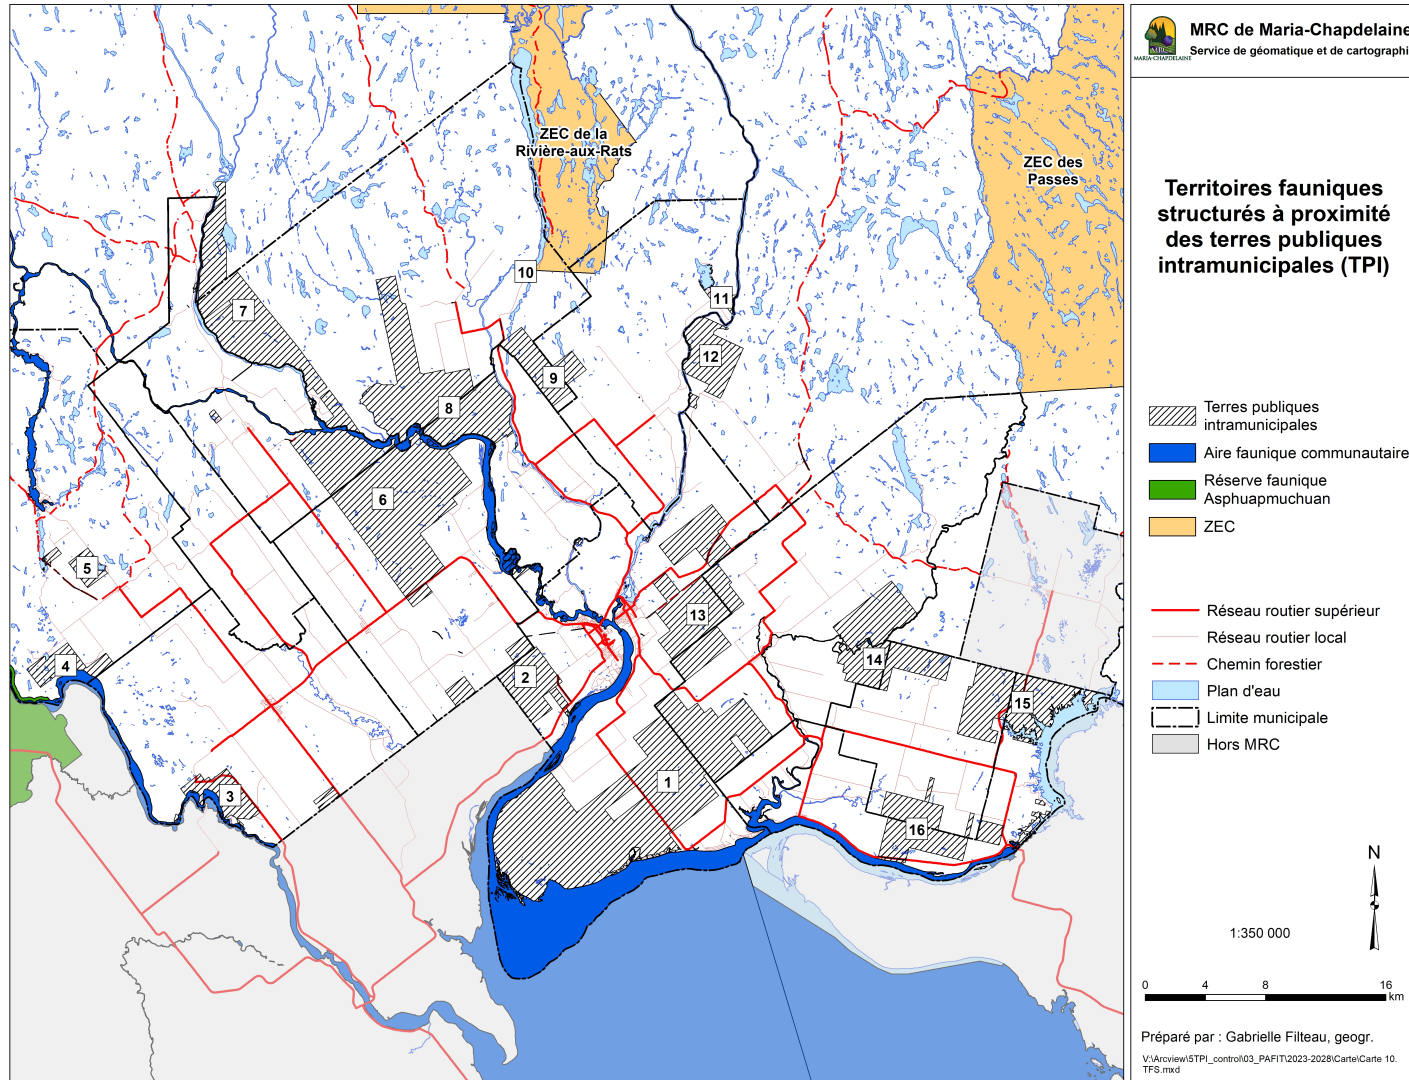 MRC de Maria-Chapdelaine
Service de géomatique et de cartographi
MRC
MARIA-CHAPDELAINE
Territoires fauniques
structurés à proximité
des terres publiques
intramunicipales (TPI)
Terres publiques
intramunicipales
Aire faunique communautaire
Réserve faunique
Asphuapmuchuan
ZEC
Réseau routier supérieur
Réseau routier local
Chemin forestier
Plan d'eau
Limite municipale
Hors MRC
N
1:350 000
0 4 8 16
km
Préparé par : Gabrielle Filteau, geogr.
V:\Arcview\5TPI_control\03_PAFIT\2023-2028\Carte\Carte 10.
TFS.mxd
ZEC de la
Rivière-aux-Rats
ZEC des
Passes
10
11
7
12
9
8
6
5
13
14
4
2
15
1
3
16